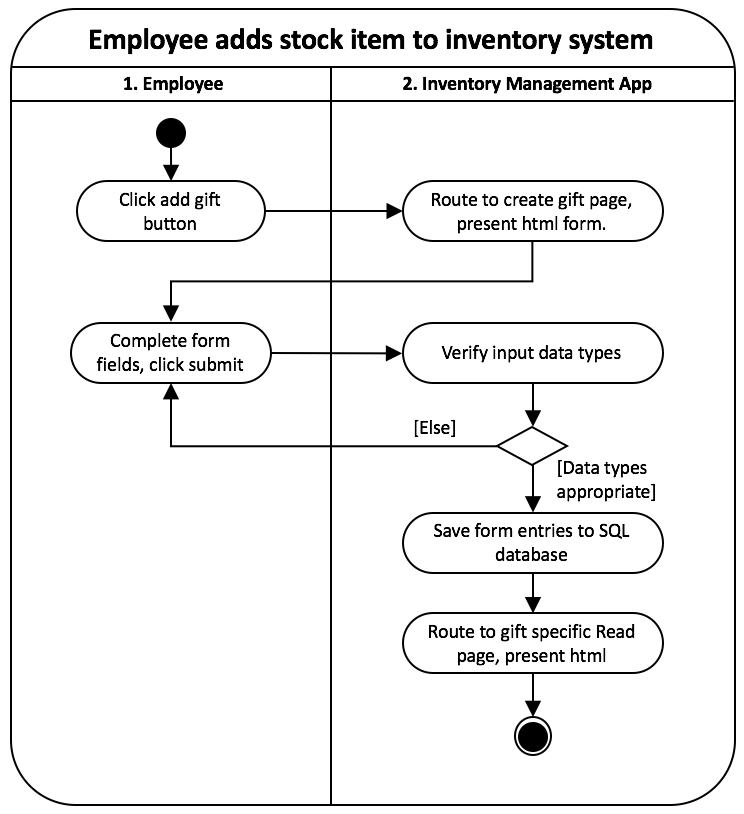 Employee adds stock item to inventory system
1. Employee
2. Inventory Management App
Click add gift
button
Route to create gift page,
present html form.
Complete form
fields, click submit
Verify input data types
[Else]
[Data types
appropriate]
Save form entries to SQL
database
Route to gift specific Read
page, present html